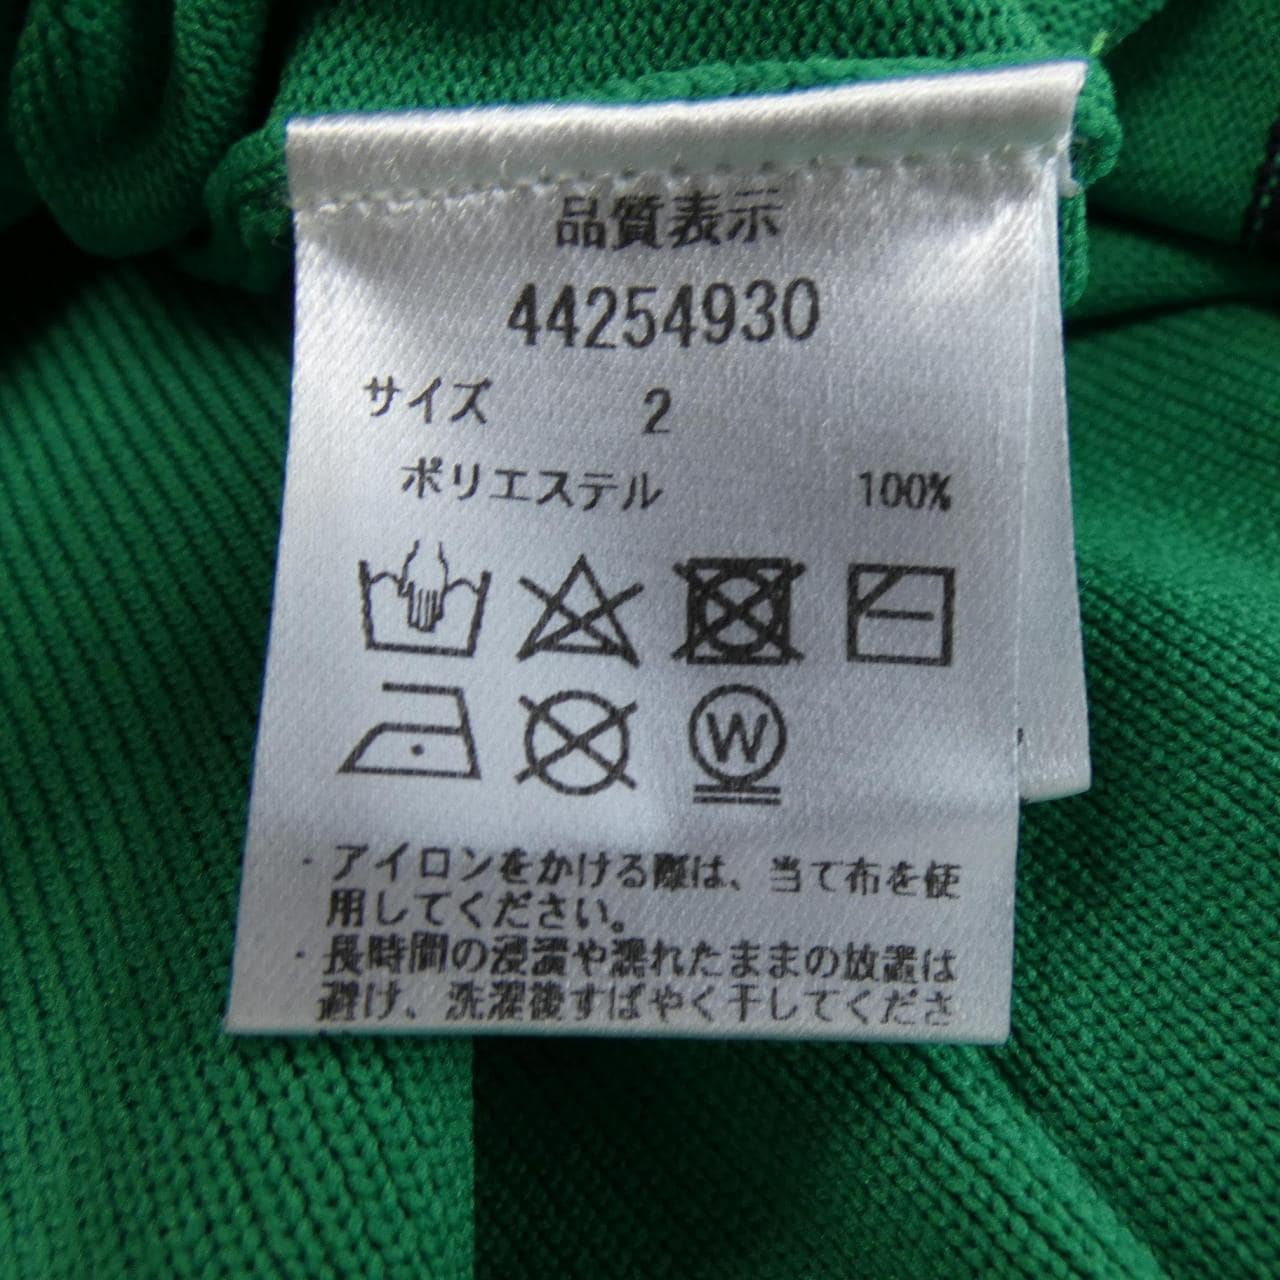 品質表示
44254930
サイズ 2
ポリエステル 100%
W
・アイロンをかける際は、当て布を使
用してください。
・長時間の浸漬や濡れたままの放置は
避け、洗濯後すばやく干してくださ